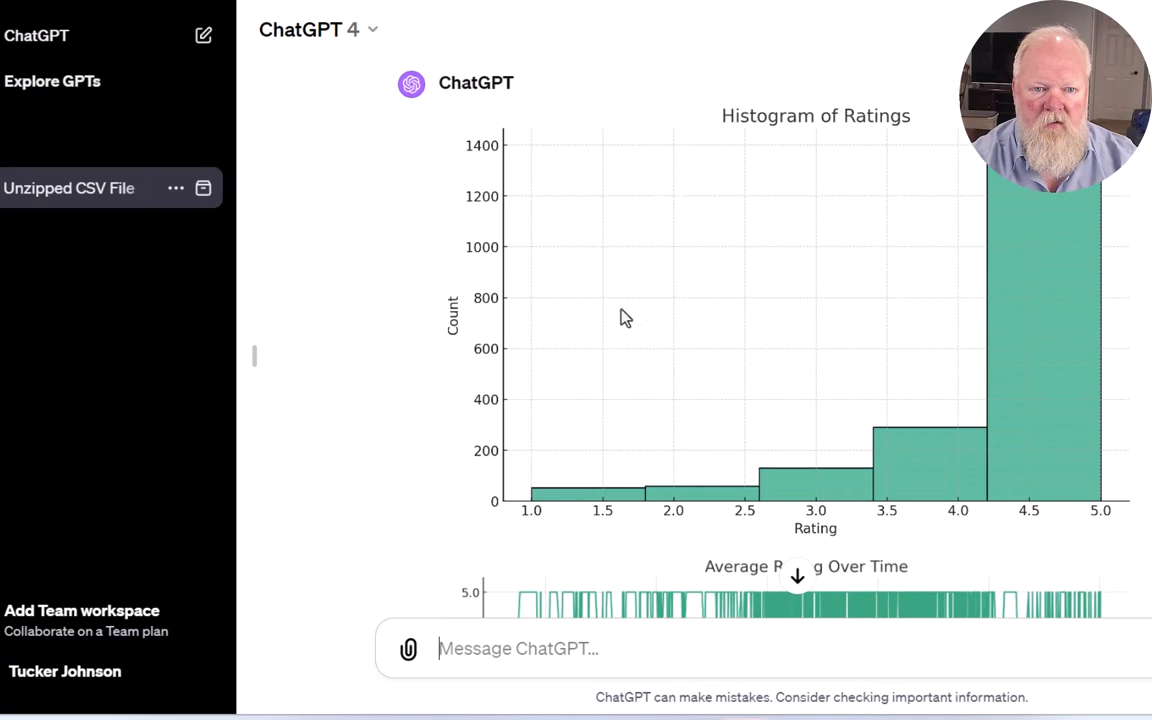 ChatGPT
Explore GPTs
Unzipped CSV File
Add Team workspace
Collaborate on a Team plan
Tucker Johnson
ChatGPT 4
ChatGPT
Histogram of Ratings
1400
1200
1000
800
600
400
200
0
Count
1.0 1.5 2.0 2.5 3.0 3.5 4.0 4.5 5.0
Rating
Average R g Over Time
5.0
Message ChatGPT...
ChatGPT can make mistakes. Consider checking important information.